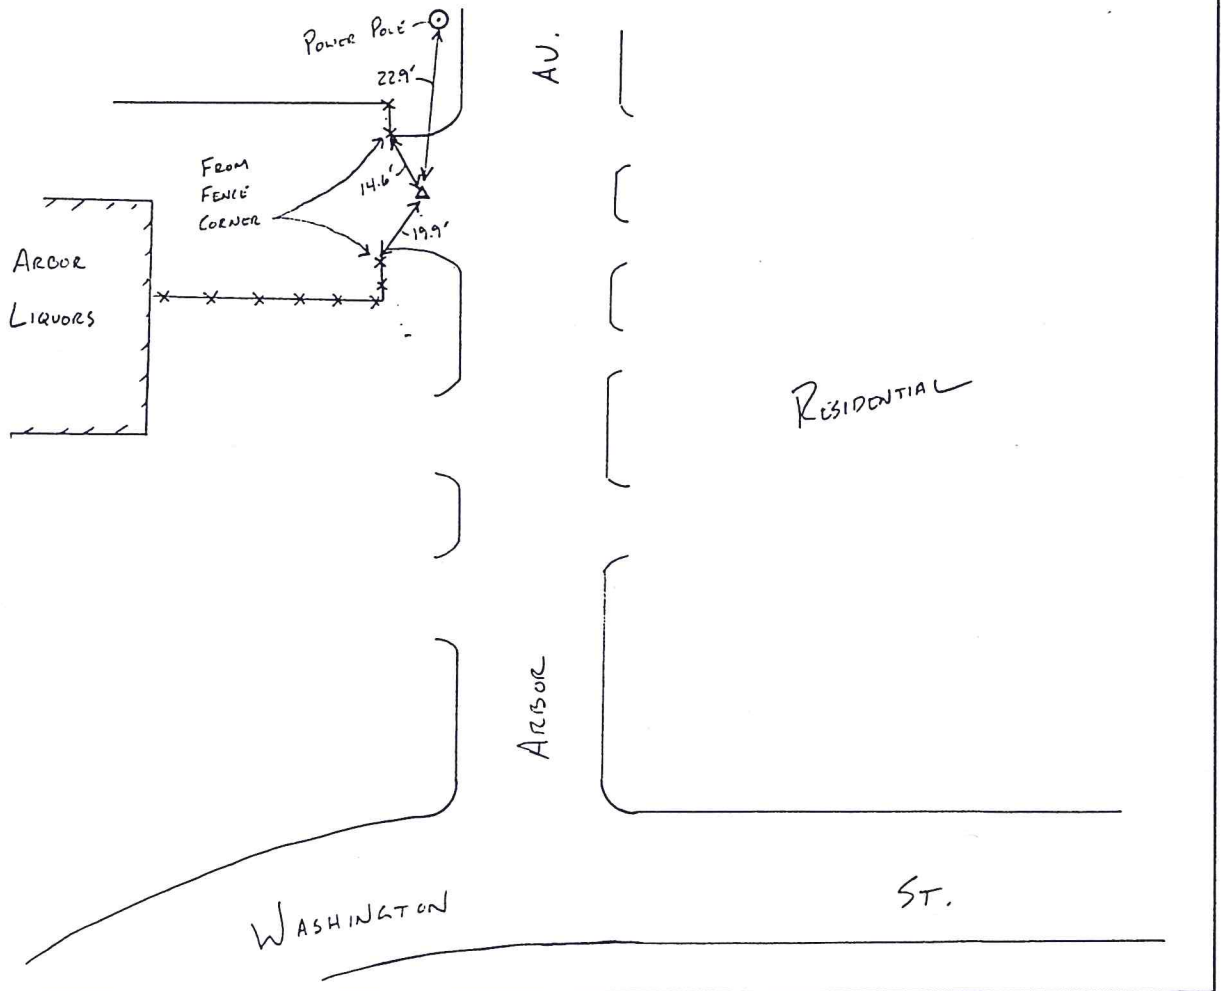 POWER POLE
AV.
22.9'
FROM
FENCE
CORNER
14.6'
19.9'
ARBOR
LIQUORS
RESIDENTIAL
ARBOR
WASHINGTON
ST.